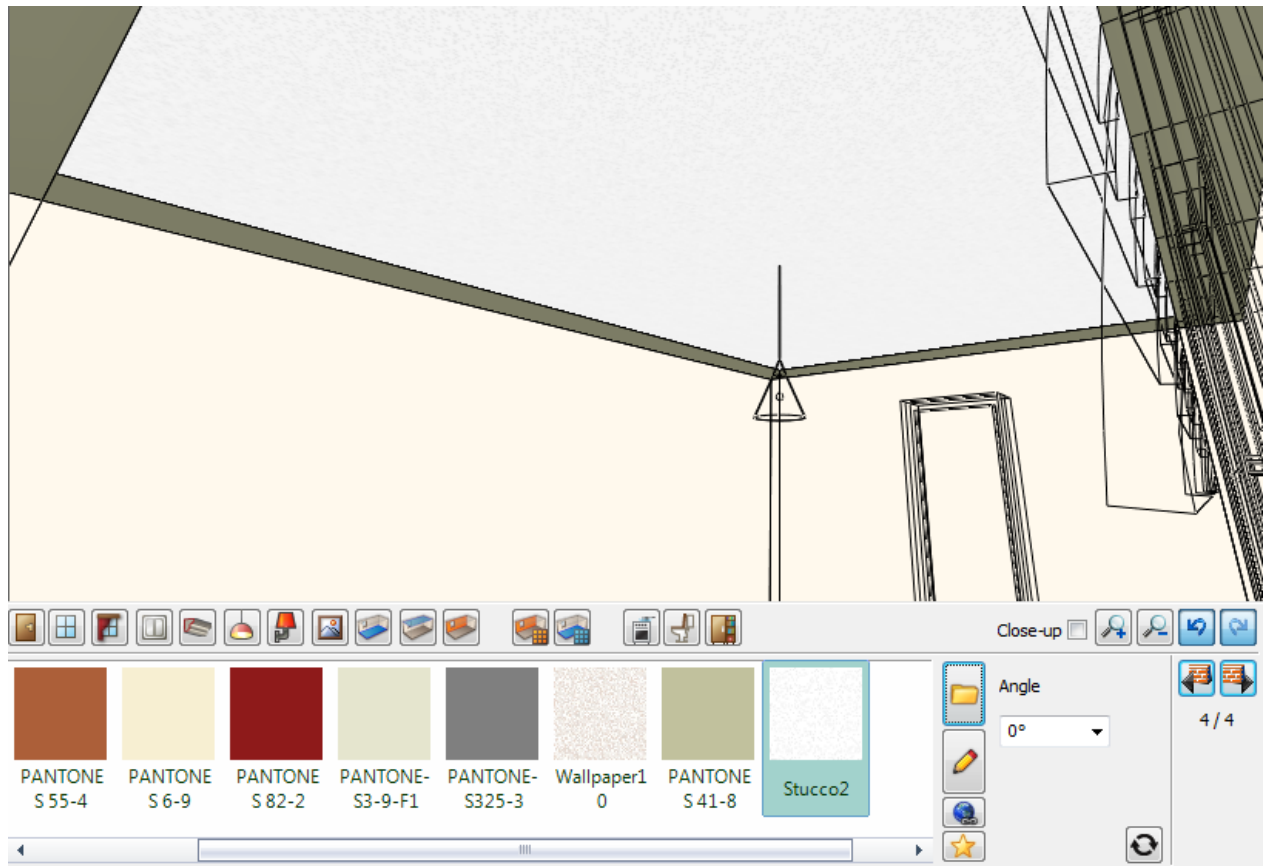 Close-up
PANTONE
S 55-4
PANTONE
S 6-9
PANTONE
S 82-2
PANTONE-
S3-9-F1
PANTONE-
S325-3
Wallpaper1
0
PANTONE
S 41-8
Stucco2
Angle
0°
4 / 4